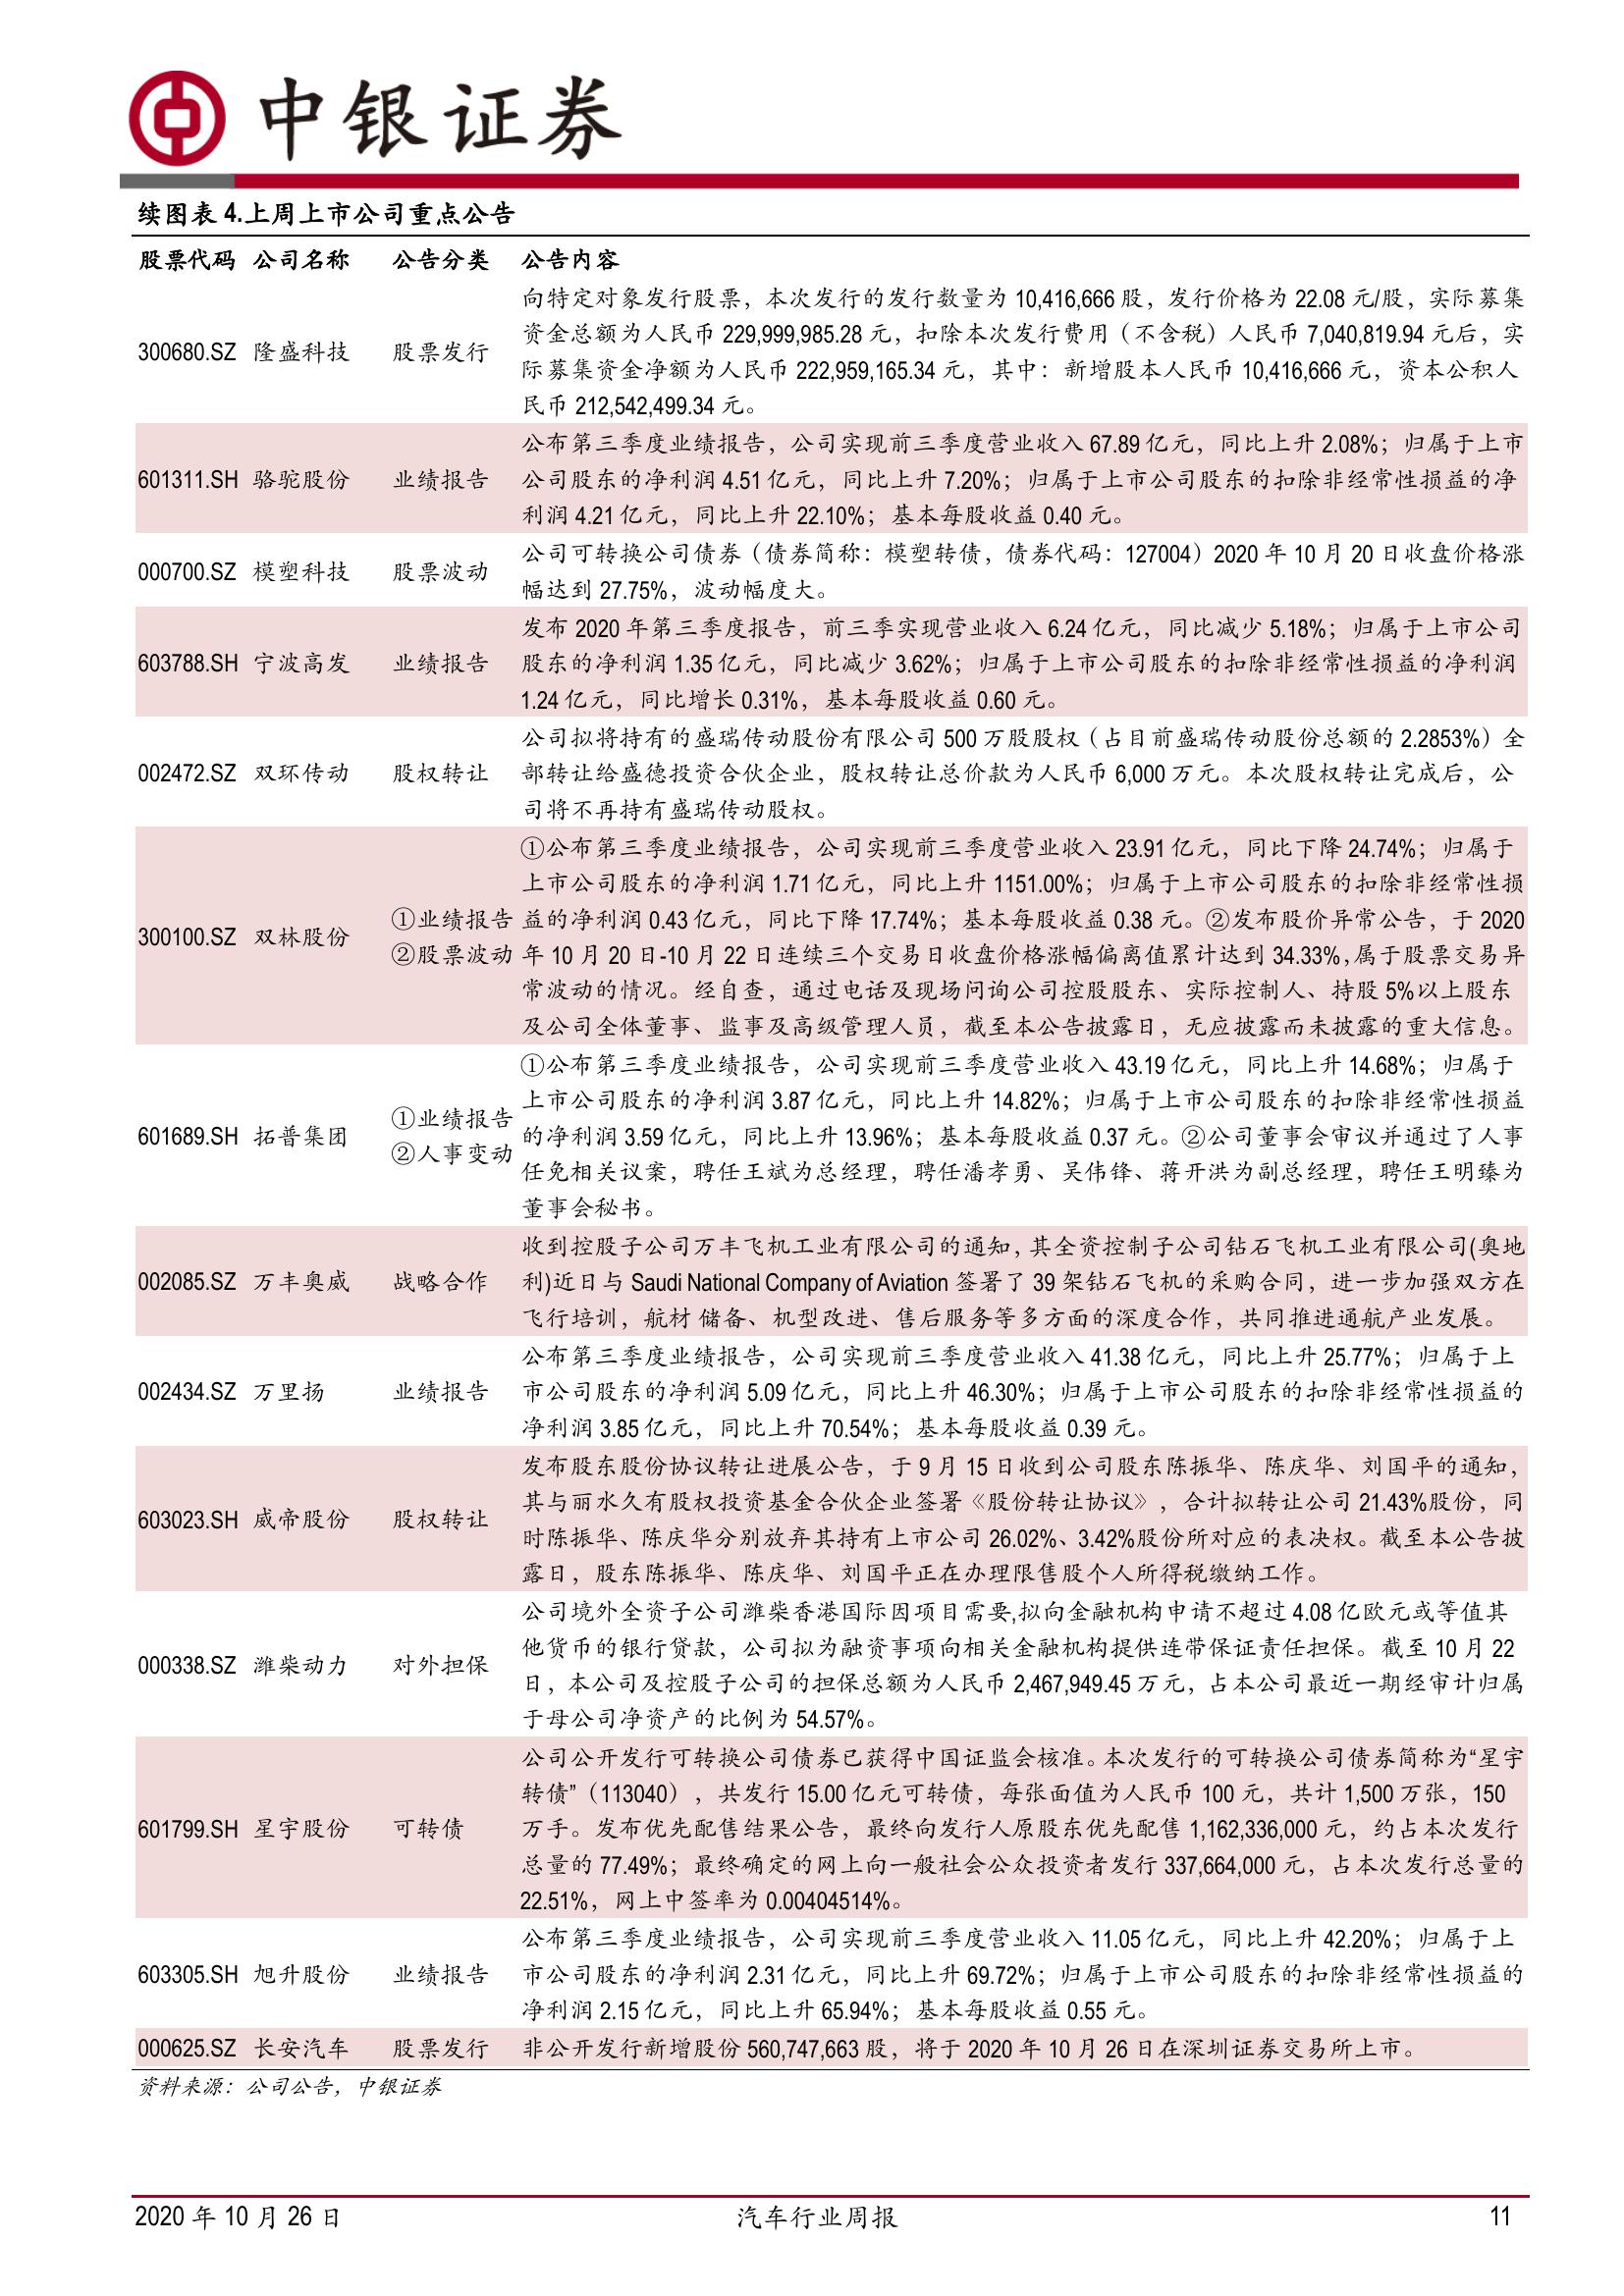 中银证券
续图表 4.上周上市公司重点公告
股票代码 公司名称 公告分类 公告内容
向特定对象发行股票，本次发行的发行数量为 10,416,666 股，发行价格为 22.08 元/股，实际募集
资金总额为人民币 229,999,985.28 元，扣除本次发行费用（不含税）人民币 7,040,819.94 元后，实
300680.SZ 隆盛科技 股票发行
际募集资金净额为人民币 222,959,165.34 元，其中：新增股本人民币 10,416,666 元，资本公积人
民币 212,542,499.34 元。
公布第三季度业绩报告，公司实现前三季度营业收入 67.89 亿元，同比上升 2.08%；归属于上市
601311.SH 骆驼股份 业绩报告 公司股东的净利润 4.51 亿元，同比上升 7.20%；归属于上市公司股东的扣除非经常性损益的净
利润 4.21 亿元，同比上升 22.10%；基本每股收益 0.40 元。
公司可转换公司债券（债券简称：模塑转债，债券代码：127004）2020 年 10 月 20 日收盘价格涨
000700.SZ 模塑科技 股票波动
幅达到 27.75%，波动幅度大。
发布 2020 年第三季度报告，前三季实现营业收入 6.24 亿元，同比减少 5.18%；归属于上市公司
603788.SH 宁波高发 业绩报告 股东的净利润 1.35 亿元，同比减少 3.62%；归属于上市公司股东的扣除非经常性损益的净利润
1.24 亿元，同比增长 0.31%，基本每股收益 0.60 元。
公司拟将持有的盛瑞传动股份有限公司 500 万股股权（占目前盛瑞传动股份总额的 2.2853%）全
002472.SZ 双环传动 股权转让 部转让给盛德投资合伙企业，股权转让总价款为人民币 6,000 万元。本次股权转让完成后，公
司将不再持有盛瑞传动股权。
①公布第三季度业绩报告，公司实现前三季度营业收入 23.91 亿元，同比下降 24.74%；归属于
上市公司股东的净利润 1.71 亿元，同比上升 1151.00%；归属于上市公司股东的扣除非经常性损
①业绩报告 益的净利润 0.43 亿元，同比下降 17.74%；基本每股收益 0.38 元。②发布股价异常公告，于 2020
300100.SZ 双林股份
②股票波动 年 10 月 20 日-10 月 22 日连续三个交易日收盘价格涨幅偏离值累计达到 34.33%,属于股票交易异
常波动的情况。经自查，通过电话及现场问询公司控股股东、实际控制人、持股 5%以上股东
及公司全体董事、监事及高级管理人员，截至本公告披露日，无应披露而未披露的重大信息。
①公布第三季度业绩报告，公司实现前三季度营业收入 43.19 亿元，同比上升 14.68%；归属于
上市公司股东的净利润 3.87 亿元，同比上升 14.82%；归属于上市公司股东的扣除非经常性损益
①业绩报告
601689.SH 拓普集团 的净利润 3.59 亿元，同比上升 13.96%；基本每股收益 0.37 元。②公司董事会审议并通过了人事
②人事变动
任免相关议案，聘任王斌为总经理，聘任潘孝勇、吴伟锋、蒋开洪为副总经理，聘任王明臻为
董事会秘书。
收到控股子公司万丰飞机工业有限公司的通知,其全资控制子公司钻石飞机工业有限公司(奥地
002085.SZ 万丰奥威 战略合作 利)近日与 Saudi National Company of Aviation 签署了 39 架钻石飞机的采购合同，进一步加强双方在
飞行培训，航材 储备、机型改进、售后服务等多方面的深度合作，共同推进通航产业发展。
公布第三季度业绩报告，公司实现前三季度营业收入 41.38 亿元，同比上升 25.77%；归属于上
002434.SZ 万里扬 业绩报告 市公司股东的净利润 5.09 亿元，同比上升 46.30%；归属于上市公司股东的扣除非经常性损益的
净利润 3.85 亿元，同比上升 70.54%；基本每股收益 0.39 元。
发布股东股份协议转让进展公告，于 9 月 15 日收到公司股东陈振华、陈庆华、刘国平的通知，
其与丽水久有股权投资基金合伙企业签署《股份转让协议》，合计拟转让公司 21.43%股份，同
603023.SH 威帝股份 股权转让
时陈振华、陈庆华分别放弃其持有上市公司 26.02%、3.42%股份所对应的表决权。截至本公告披
露日，股东陈振华、陈庆华、刘国平正在办理限售股个人所得税缴纳工作。
公司境外全资子公司潍柴香港国际因项目需要,拟向金融机构申请不超过 4.08 亿欧元或等值其
他货币的银行贷款，公司拟为融资事项向相关金融机构提供连带保证责任担保。截至 10 月 22
000338.SZ 潍柴动力 对外担保
日，本公司及控股子公司的担保总额为人民币 2,467,949.45 万元，占本公司最近一期经审计归属
于母公司净资产的比例为 54.57%。
公司公开发行可转换公司债券已获得中国证监会核准。本次发行的可转换公司债券简称为“星宇
转债”（113040），共发行 15.00 亿元可转债，每张面值为人民币 100 元，共计 1,500 万张，150
601799.SH 星宇股份 可转债 万手。发布优先配售结果公告，最终向发行人原股东优先配售 1,162,336,000 元，约占本次发行
总量的 77.49%；最终确定的网上向一般社会公众投资者发行 337,664,000 元，占本次发行总量的
22.51%，网上中签率为 0.00404514%。
公布第三季度业绩报告，公司实现前三季度营业收入 11.05 亿元，同比上升 42.20%；归属于上
603305.SH 旭升股份 业绩报告 市公司股东的净利润 2.31 亿元，同比上升 69.72%；归属于上市公司股东的扣除非经常性损益的
净利润 2.15 亿元，同比上升 65.94%；基本每股收益 0.55 元。
000625.SZ 长安汽车 股票发行 非公开发行新增股份 560,747,663 股，将于 2020 年 10 月 26 日在深圳证券交易所上市。
资料来源：公司公告，中银证券
2020 年 10 月 26 日 汽车行业周报 11